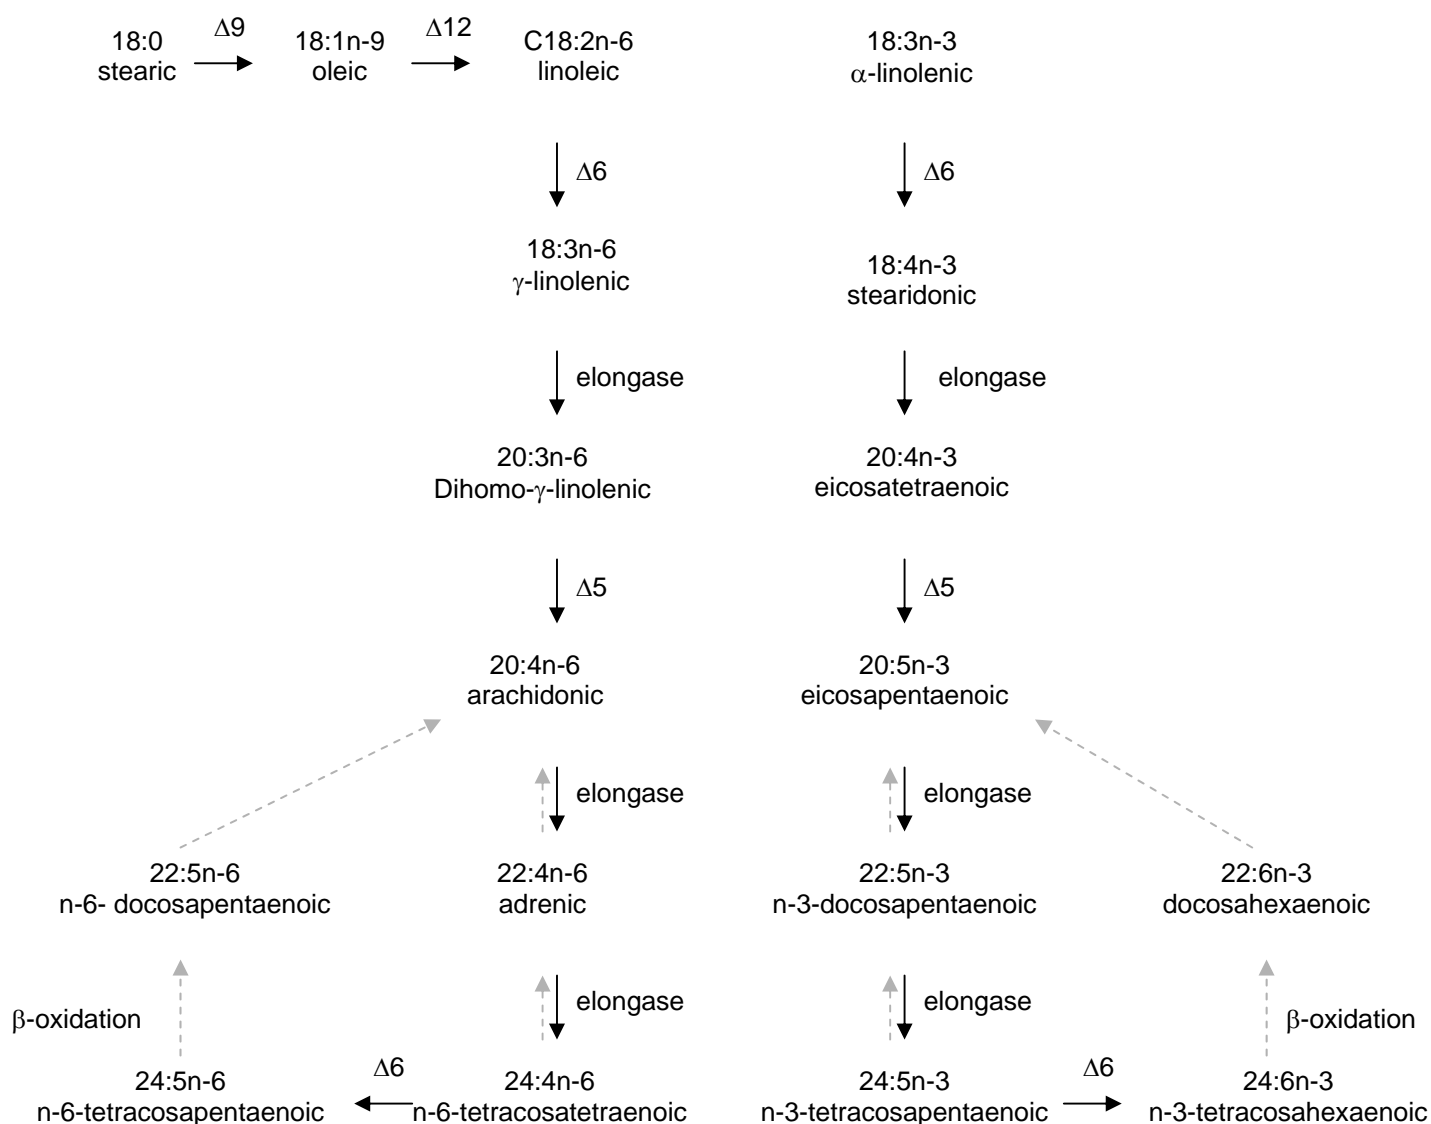 Δ9
Δ12
18:0
stearic
18:1n-9
oleic
C18:2n-6
linoleic
18:3n-3
α-linolenic
Δ6
Δ6
18:3n-6
γ-linolenic
18:4n-3
stearidonic
elongase
elongase
20:3n-6
Dihomo-γ-linolenic
20:4n-3
eicosatetraenoic
Δ5
Δ5
20:4n-6
arachidonic
20:5n-3
eicosapentaenoic
elongase
elongase
22:5n-6
n-6- docosapentaenoic
22:4n-6
adrenic
22:5n-3
n-3-docosapentaenoic
22:6n-3
docosahexaenoic
β-oxidation
elongase
elongase
β-oxidation
Δ6
Δ6
24:5n-6
n-6-tetracosapentaenoic
24:4n-6
n-6-tetracosatetraenoic
24:5n-3
n-3-tetracosapentaenoic
24:6n-3
n-3-tetracosahexaenoic